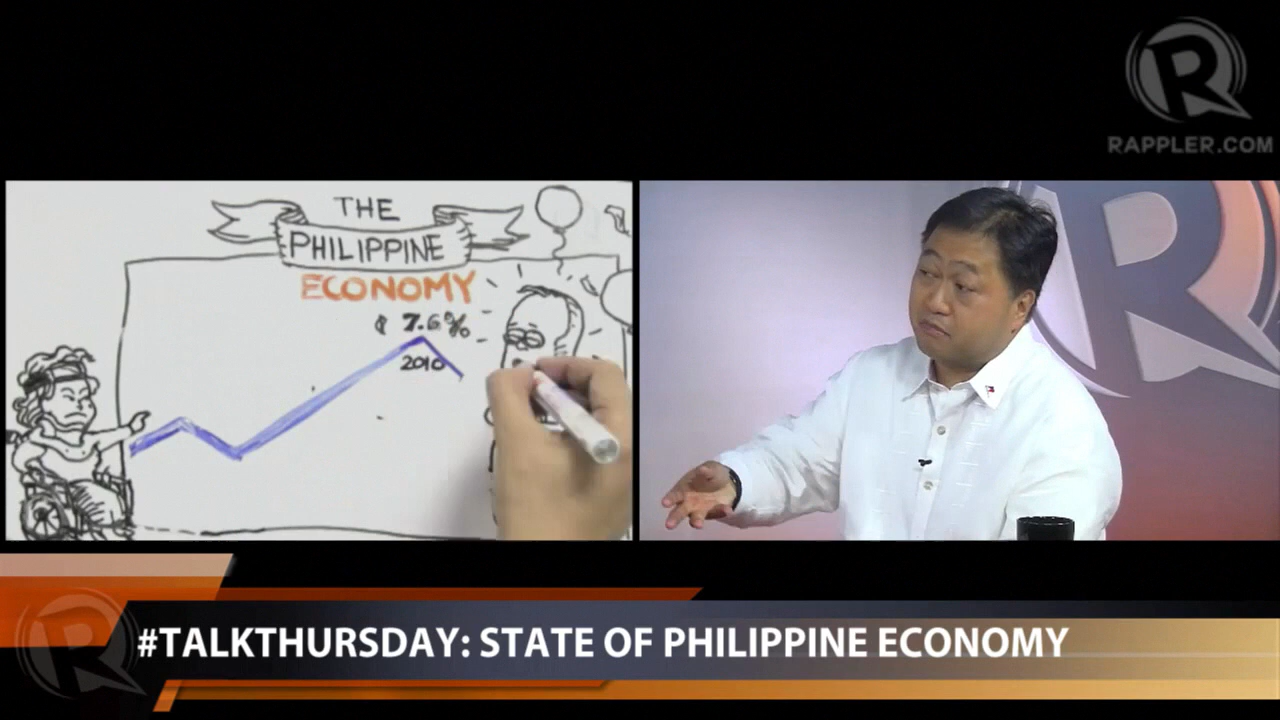 RAPPLER.COM
THE
PHILIPPINE
ECONOMY
7.6%
2010
#TALKTHURSDAY: STATE OF PHILIPPINE ECONOMY